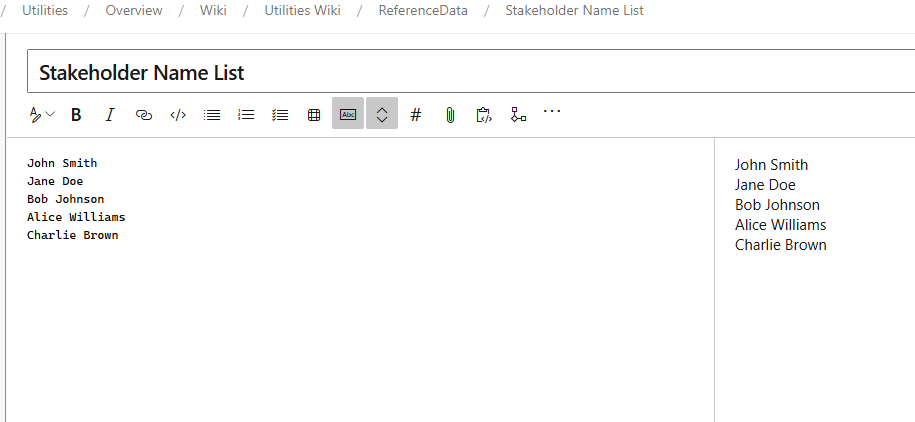 / Utilities / Overview / Wiki / Utilities Wiki / ReferenceData / Stakeholder Name List
Stakeholder Name List
B I </> Abc # ...
John Smith
Jane Doe
Bob Johnson
Alice Williams
Charlie Brown
John Smith
Jane Doe
Bob Johnson
Alice Williams
Charlie Brown